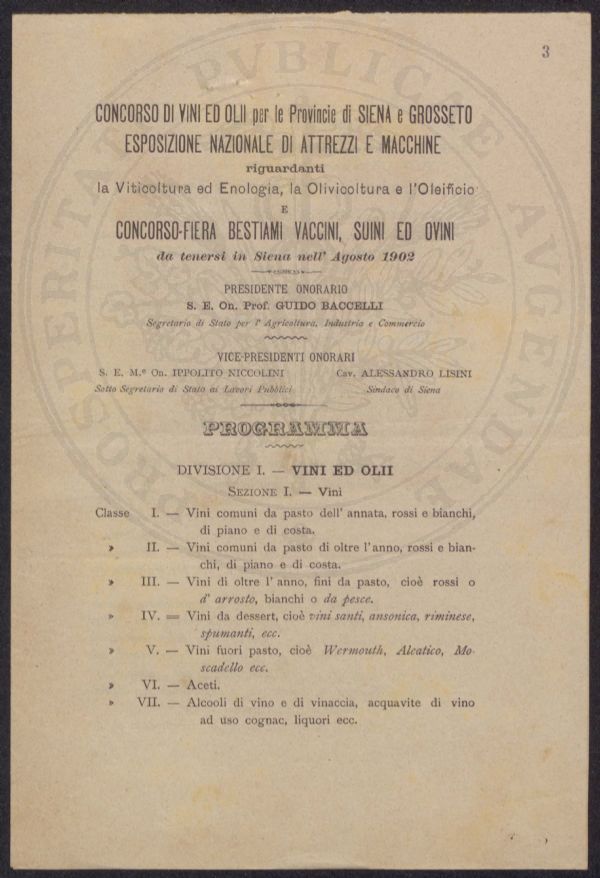 3
CONCORSO DI VINI ED OLII per le Provincie di SIENA e GROSSETO
ESPOSIZIONE NAZIONALE DI ATTREZZI E MACCHINE
riguardanti
la Viticoltura ed Enologia, la Olivicoltura e l'Oleificio
E
CONCORSO-FIERA BESTIAMI VACCINI, SUINI ED OVINI
da tenersi in Siena nell' Agosto 1902
PRESIDENTE ONORARIO
S. E. On. Prof. GUIDO BACCELLI
Segretario di Stato per l' Agricoltura, Industria e Commercio
VICE-PRESIDENTI ONORARI
S. E. M.e On. IPPOLITO NICCOLINI Cav. ALESSANDRO LISINI
Sotto Segretario di Stato ai Lavori Pubblici Sindaco di Siena
PROGRAMMA
DIVISIONE I. — VINI ED OLII
SEZIONE I. — Vini
Classe I. — Vini comuni da pasto dell' annata, rossi e bianchi,
di piano e di costa.
» II. — Vini comuni da pasto di oltre l'anno, rossi e bian-
chi, di piano e di costa.
» III. — Vini di oltre l' anno, fini da pasto, cioè rossi o
d' arrosto, bianchi o da pesce.
» IV. — Vini da dessert, cioè vini santi, ansonica, riminese,
spumanti, ecc.
» V. — Vini fuori pasto, cioè Wermouth, Aleatico, Mo-
scadello ecc.
» VI. — Aceti.
» VII. — Alcooli di vino e di vinaccia, acquavite di vino
ad uso cognac, liquori ecc.
PROSPERITATI PVBLICAE AVGENDAE